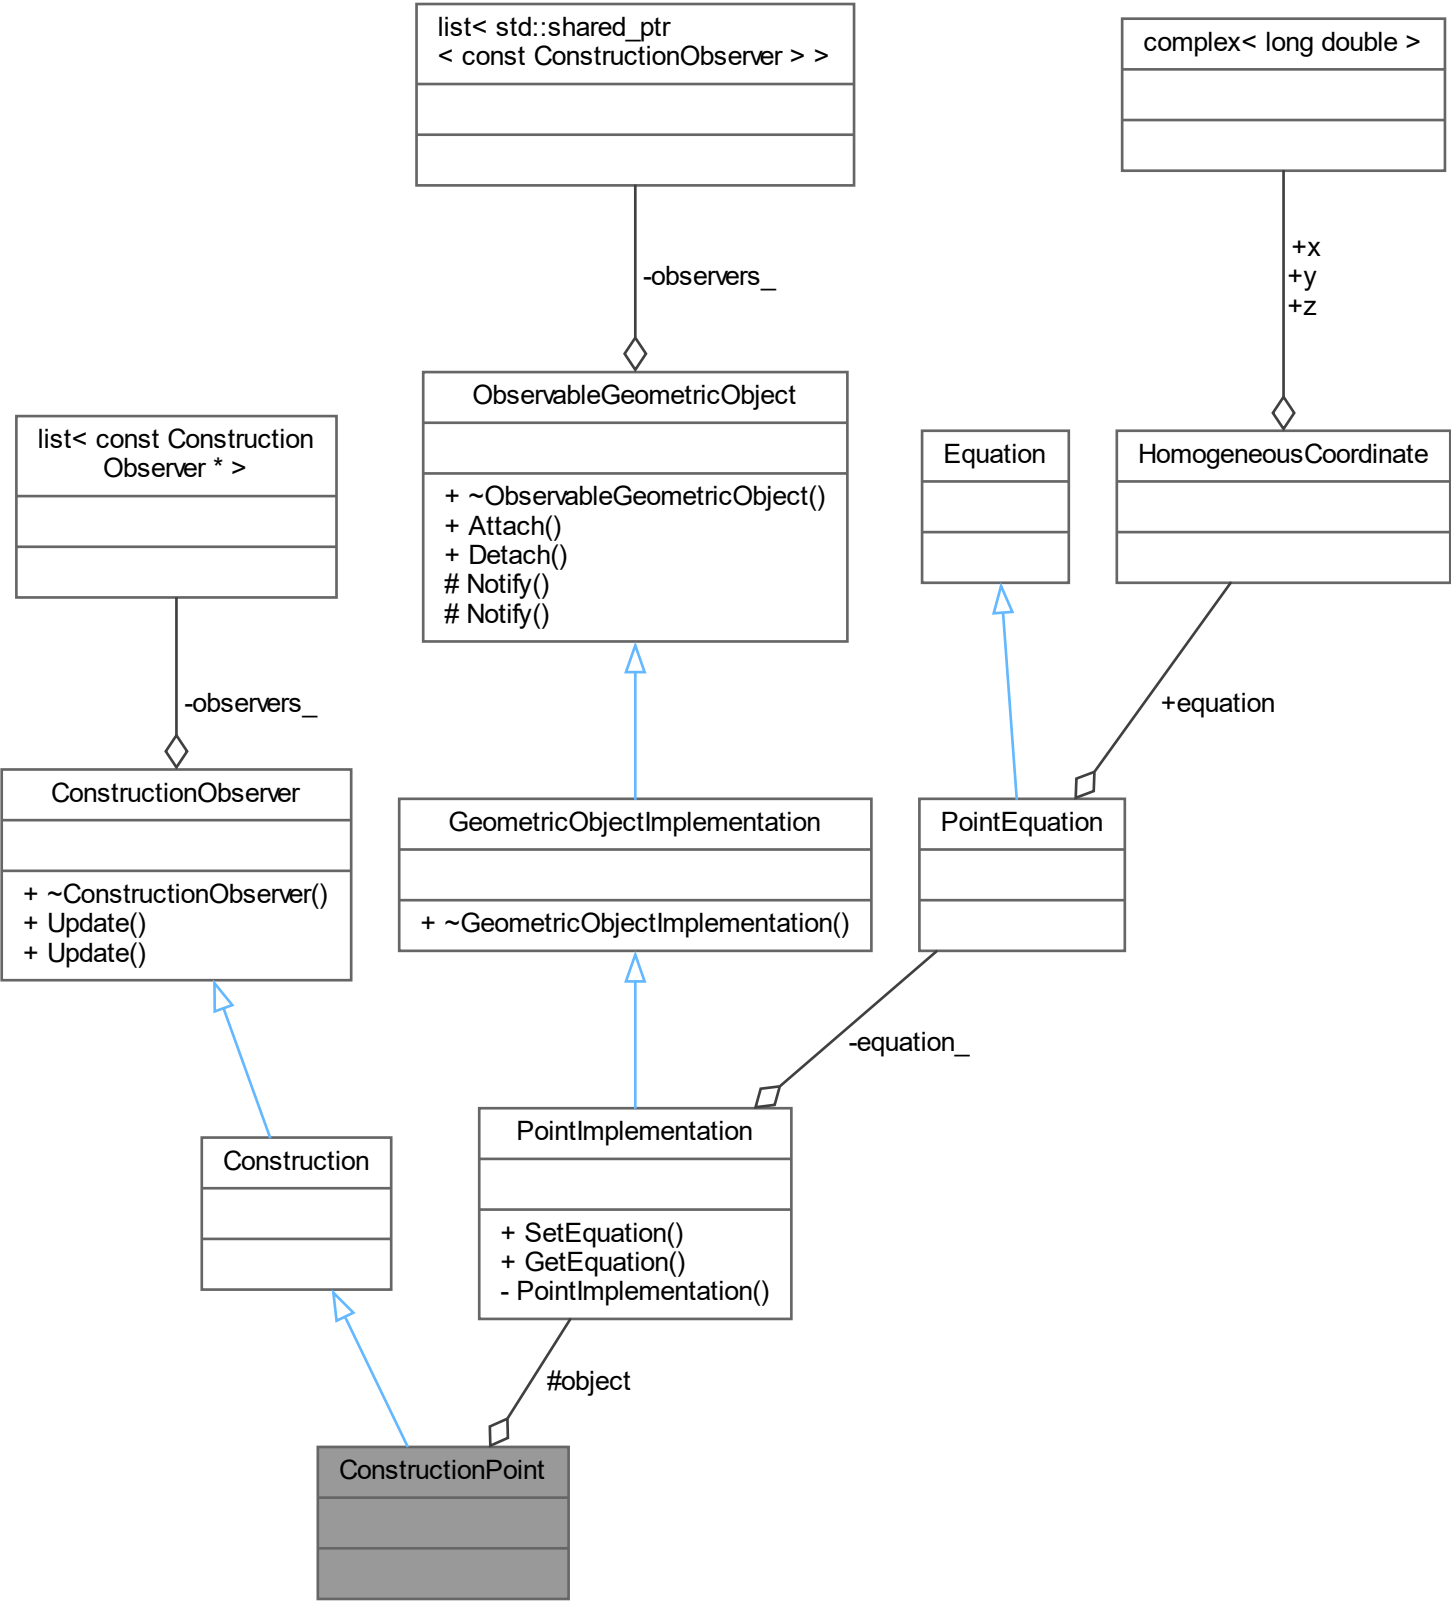 list< std::shared_ptr
< const ConstructionObserver > >
complex< long double >
+x
+y
+z
-observers_
ObservableGeometricObject
+ ~ObservableGeometricObject()
+ Attach()
+ Detach()
# Notify()
# Notify()
list< const Construction
Observer * >
Equation
HomogeneousCoordinate
-observers_
+equation
ConstructionObserver
+ ~ConstructionObserver()
+ Update()
+ Update()
GeometricObjectImplementation
+ ~GeometricObjectImplementation()
PointEquation
-equation_
Construction
PointImplementation
+ SetEquation()
+ GetEquation()
- PointImplementation()
#object
ConstructionPoint